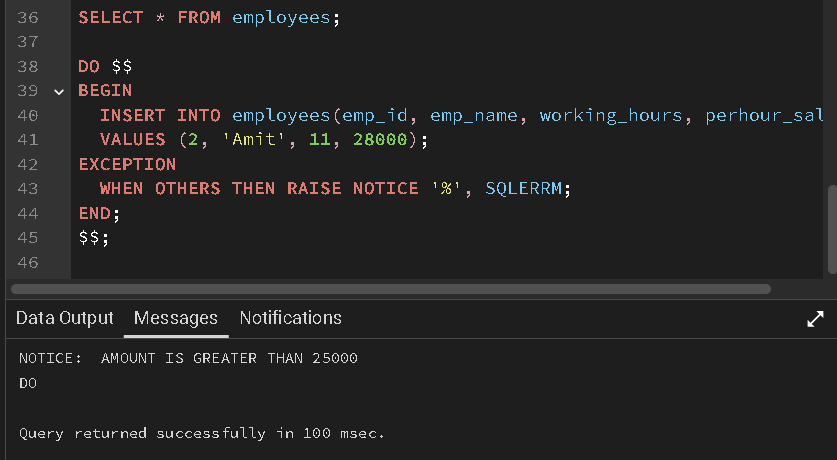 36 SELECT * FROM employees;
37
38 DO $$
39 BEGIN
40 INSERT INTO employees(emp_id, emp_name, working_hours, perhour_sal
41 VALUES (2, 'Amit', 11, 28000);
42 EXCEPTION
43 WHEN OTHERS THEN RAISE NOTICE '%', SQLERRM;
44 END;
45 $$;
46
Data Output Messages Notifications
NOTICE: AMOUNT IS GREATER THAN 25000
DO
Query returned successfully in 100 msec.